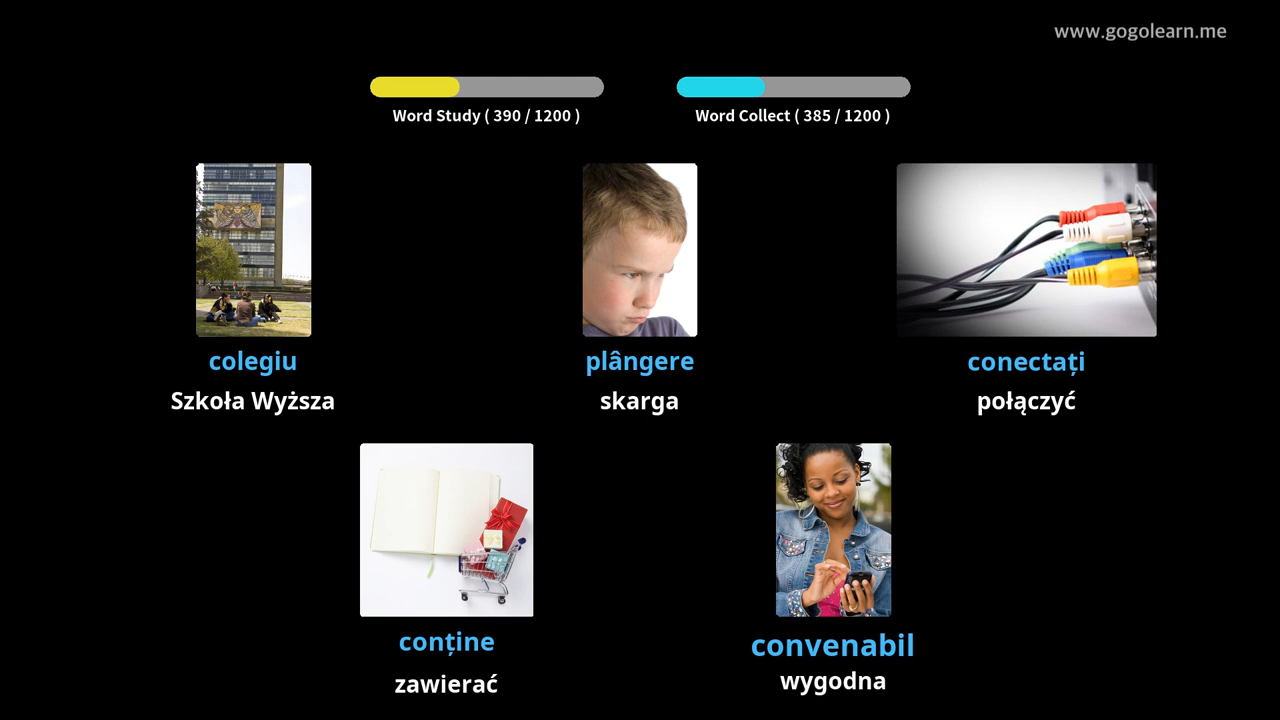 www.gogolearn.me
Word Study ( 390 / 1200 )
Word Collect ( 385 / 1200 )
colegiu
Szkoła Wyższa
plângere
skarga
conectați
połączyć
conține
zawierać
convenabil
wygodna